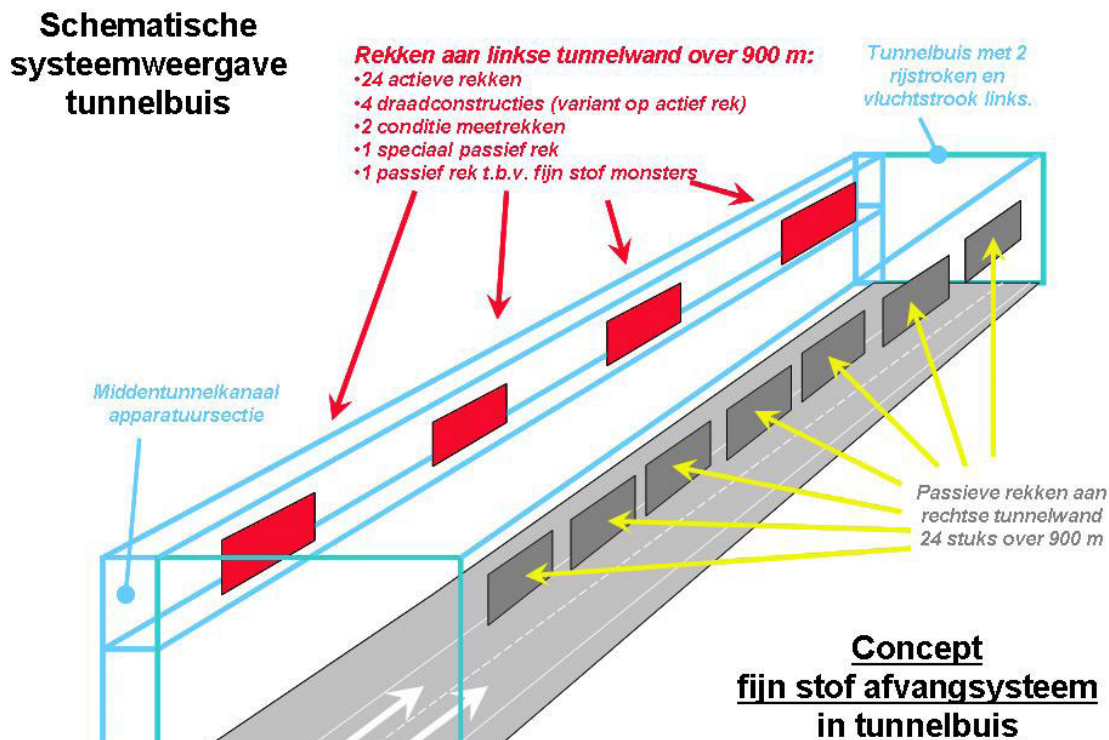 Schematische
systeemweergave
tunnelbuis
Rekken aan linkse tunnelwand over 900 m:
•24 actieve rekken
•4 draadconstructies (variant op actief rek)
•2 conditie meetrekken
•1 speciaal passief rek
•1 passief rek t.b.v. fijn stof monsters
Tunnelbuis met 2
rijstroken en
vluchtstrook links.
Middentunnelkanaal
apparatuursectie
Passieve rekken aan
rechtse tunnelwand
24 stuks over 900 m
Concept
fijn stof afvangsysteem
in tunnelbuis